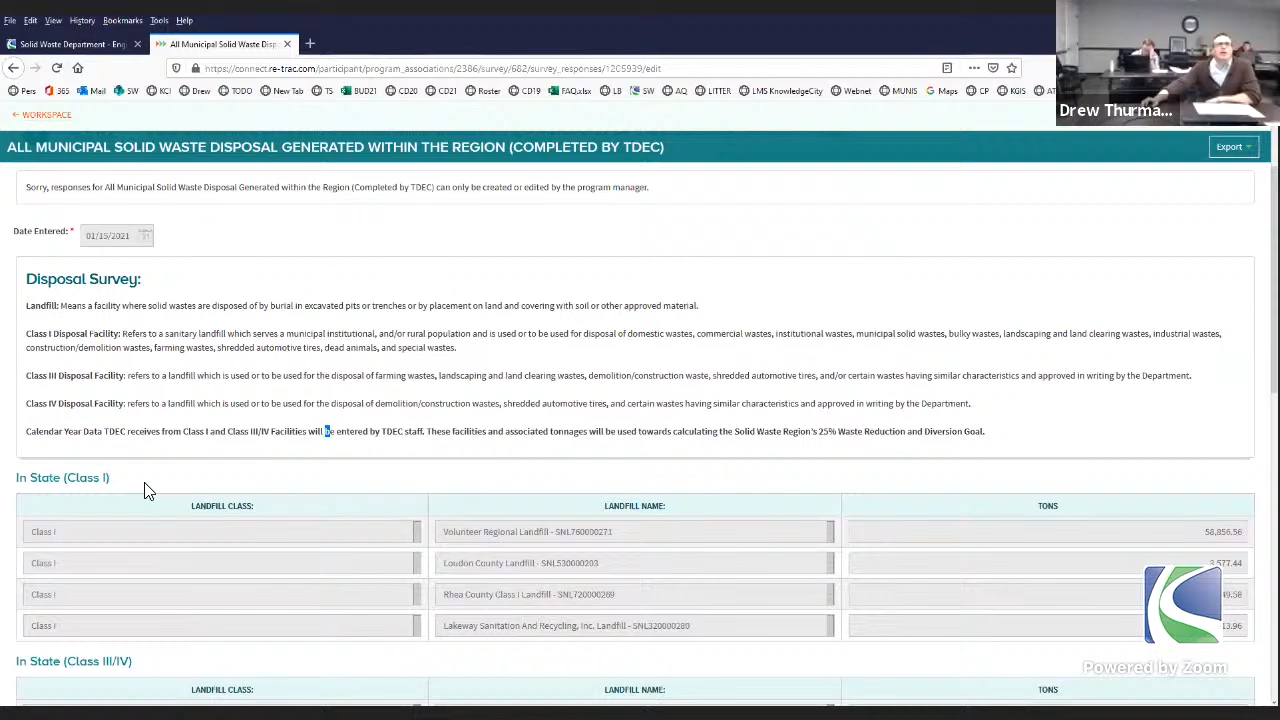 File Edit View History Bookmarks Tools Help
Solid Waste Department - Eng
All Municipal Solid Waste Disp
https://connect.re-trac.com/participant/program_associations/2386/survey/682/survey_responses/1205939/edit
Pers 365 Mail SW KCI Drew TODO New Tab TS BUD21 CD20 CD21 Roster CD19 FAQ.xlsx LB SW AQ LITTER LMS KnowledgeCity Webnet MUNIS Maps CP KGIS
Drew Thurma...
← WORKSPACE
ALL MUNICIPAL SOLID WASTE DISPOSAL GENERATED WITHIN THE REGION (COMPLETED BY TDEC)
Export
Sorry, responses for All Municipal Solid Waste Disposal Generated within the Region (Completed by TDEC) can only be created or edited by the program manager.
Date Entered: * 01/15/2021
Disposal Survey:
Landfill: Means a facility where solid wastes are disposed of by burial in excavated pits or trenches or by placement on land and covering with soil or other approved material.
Class I Disposal Facility: Refers to a sanitary landfill which serves a municipal institutional, and/or rural population and is used or to be used for disposal of domestic wastes, commercial wastes, institutional wastes, municipal solid wastes, bulky wastes, landscaping and land clearing wastes, industrial wastes,
construction/demolition wastes, farming wastes, shredded automotive tires, dead animals, and special wastes.
Class III Disposal Facility: refers to a landfill which is used or to be used for the disposal of farming wastes, landscaping and land clearing wastes, demolition/construction waste, shredded automotive tires, and/or certain wastes having similar characteristics and approved in writing by the Department.
Class IV Disposal Facility: refers to a landfill which is used or to be used for the disposal of demolition/construction wastes, shredded automotive tires, and certain wastes having similar characteristics and approved in writing by the Department.
Calendar Year Data TDEC receives from Class I and Class III/IV Facilities will be entered by TDEC staff. These facilities and associated tonnages will be used towards calculating the Solid Waste Region's 25% Waste Reduction and Diversion Goal.
In State (Class I)
LANDFILL CLASS: LANDFILL NAME: TONS
Class I Volunteer Regional Landfill - SNL760000271 58,856.56
Class I Loudon County Landfill - SNL530000203 3,577.44
Class I Rhea County Class I Landfill - SNL720000269
Class I Lakeway Sanitation And Recycling, Inc. Landfill - SNL320000280
Powered by Zoom
In State (Class III/IV)
LANDFILL CLASS: LANDFILL NAME: TONS